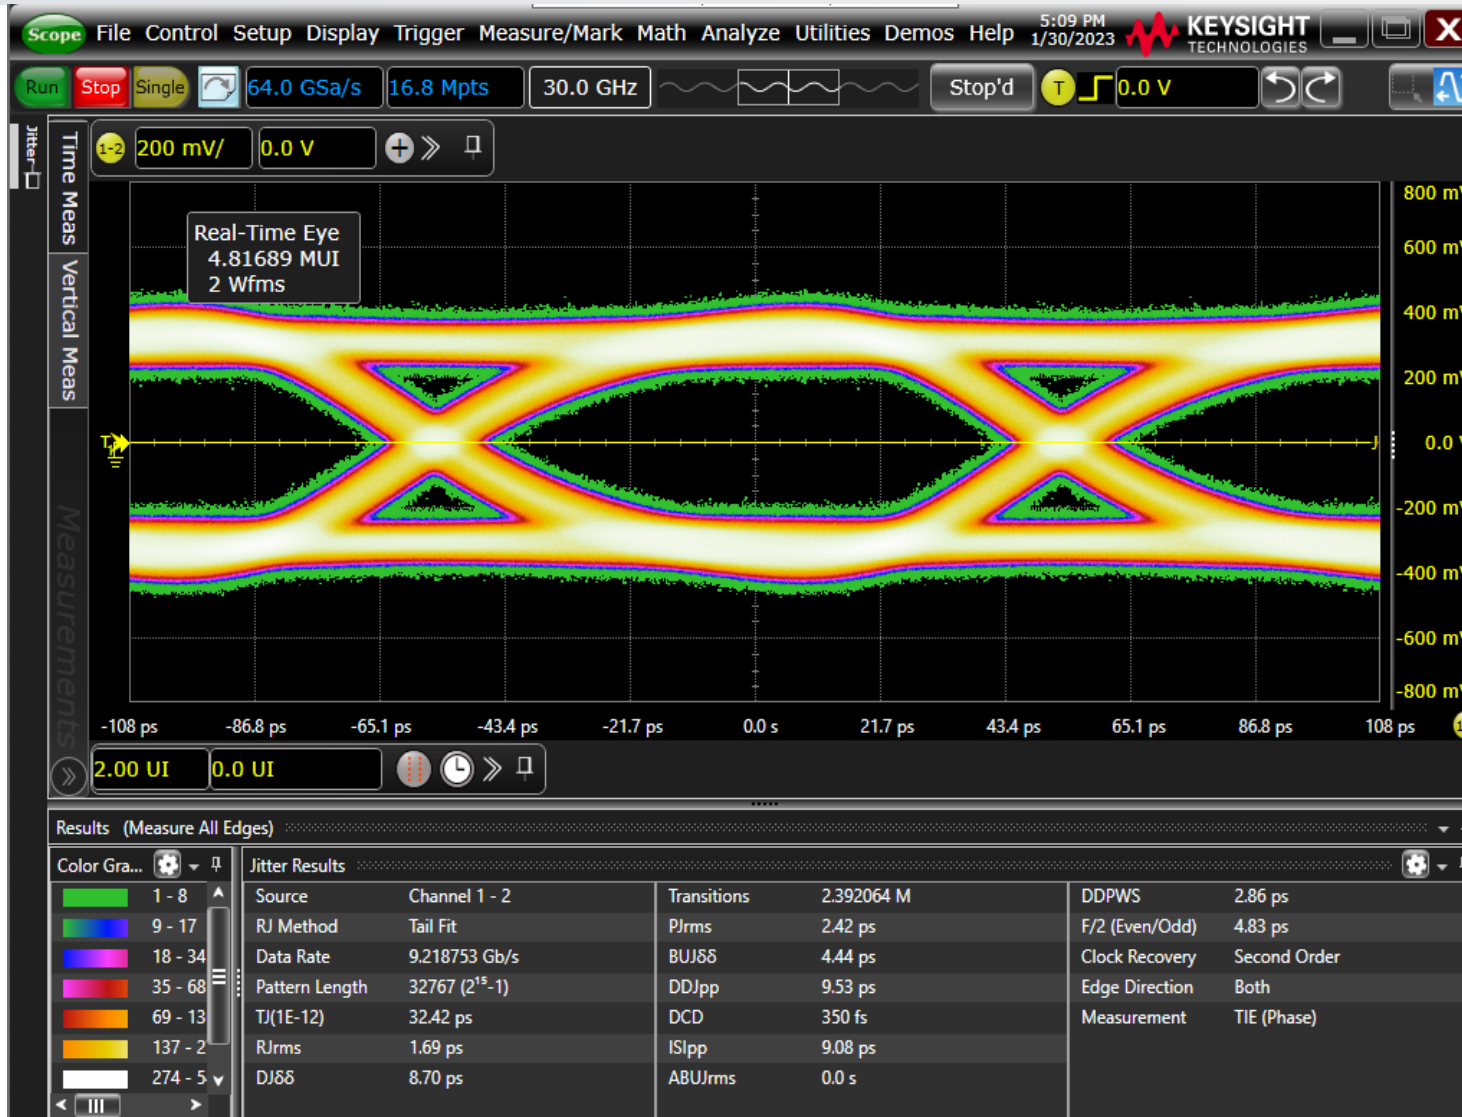 Scope File Control Setup Display Trigger Measure/Mark Math Analyze Utilities Demos Help 5:09 PM 1/30/2023 KEYSIGHT TECHNOLOGIES X
Run Stop Single 64.0 GSa/s 16.8 Mpts 30.0 GHz Stop'd T 0.0 V
Jitter
Time Meas
Vertical Meas
Measurements
1-2 200 mV/ 0.0 V
Real-Time Eye
4.81689 MUI
2 Wfms
800 m
600 m
400 m
200 m
0.0
-200 m
-400 m
-600 m
-800 m
T
J
-108 ps -86.8 ps -65.1 ps -43.4 ps -21.7 ps 0.0 s 21.7 ps 43.4 ps 65.1 ps 86.8 ps 108 ps
2.00 UI 0.0 UI
Results (Measure All Edges)
Color Gra...
1 - 8
9 - 17
18 - 34
35 - 68
69 - 13
137 - 2
274 - 5
Jitter Results
Source Channel 1 - 2 Transitions 2.392064 M DDPWS 2.86 ps
RJ Method Tail Fit PJrms 2.42 ps F/2 (Even/Odd) 4.83 ps
Data Rate 9.218753 Gb/s BUJδδ 4.44 ps Clock Recovery Second Order
Pattern Length 32767 (2¹⁵-1) DDJpp 9.53 ps Edge Direction Both
TJ(1E-12) 32.42 ps DCD 350 fs Measurement TIE (Phase)
RJrms 1.69 ps ISIpp 9.08 ps
DJδδ 8.70 ps ABUJrms 0.0 s